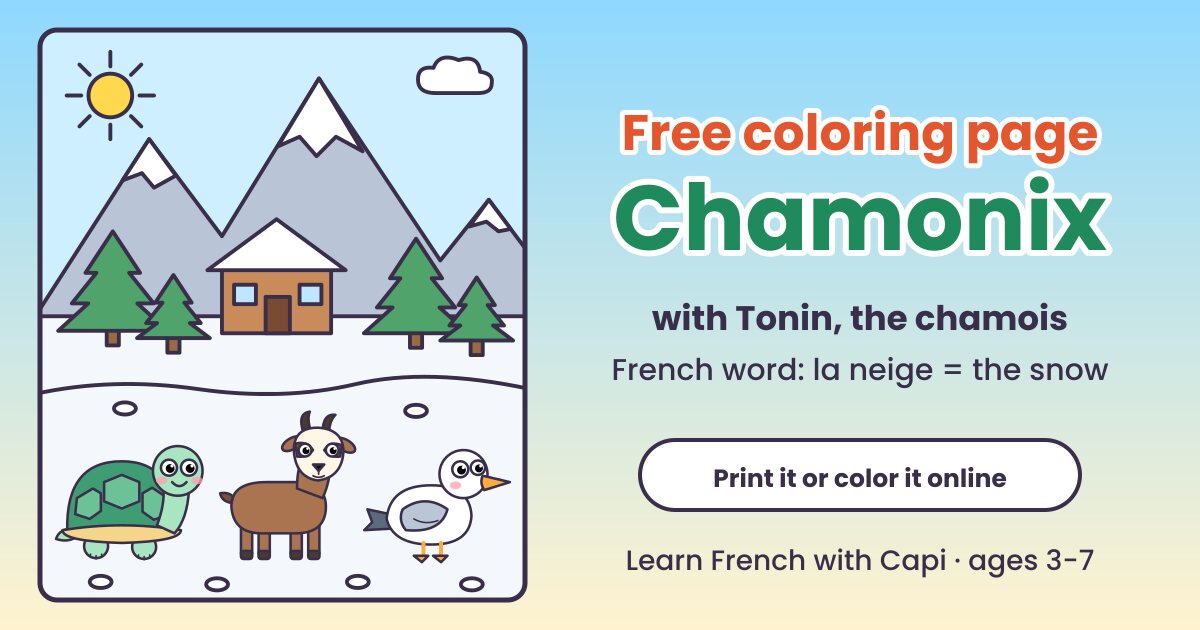 Free coloring page
Chamonix
with Tonin, the chamois
French word: la neige = the snow
Print it or color it online
Learn French with Capi · ages 3-7